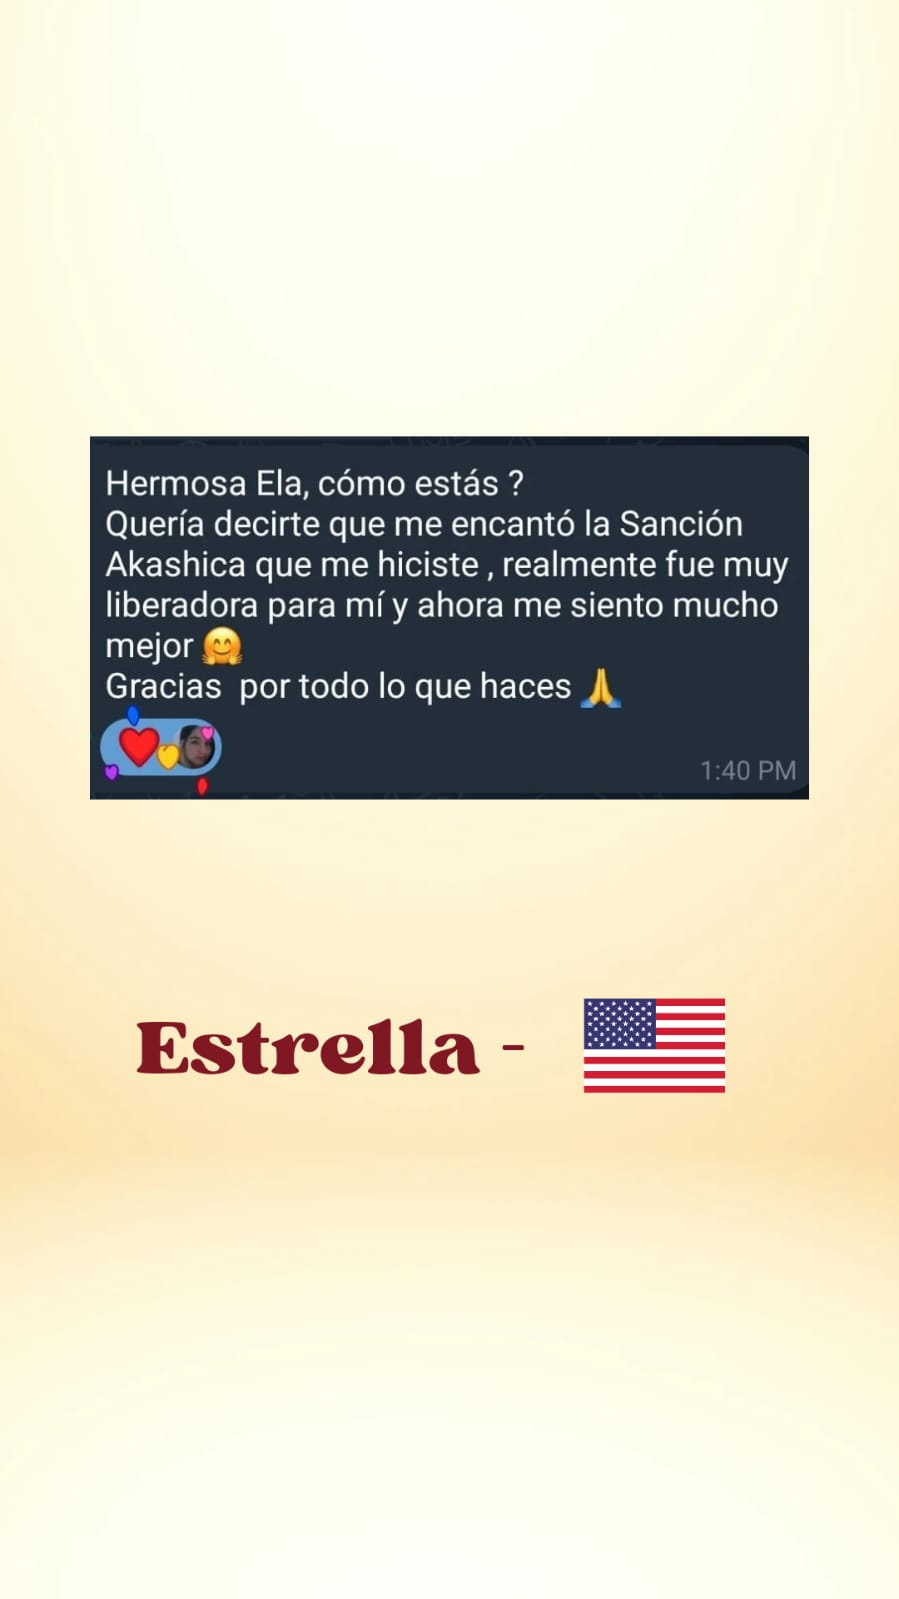 Hermosa Ela, cómo estás ?
Quería decirte que me encantó la Sanción
Akashica que me hiciste , realmente fue muy
liberadora para mí y ahora me siento mucho
mejor 🤗
Gracias  por todo lo que haces 🙏
1:40 PM
Estrella -